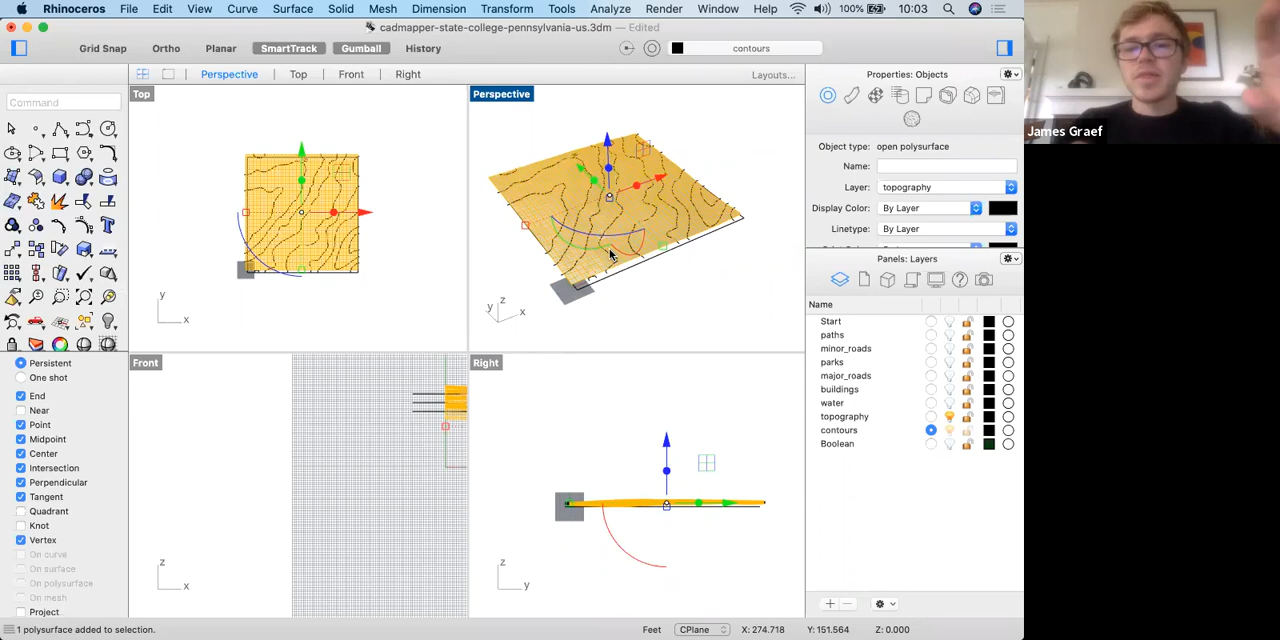 Rhinoceros File Edit View Curve Surface Solid Mesh Dimension Transform Tools Analyze Render Window Help 100% 10:03
cadmapper-state-college-pennsylvania-us.3dm — Edited
Grid Snap Ortho Planar SmartTrack Gumball History contours
Perspective Top Front Right Layouts... Properties: Objects
Command
Top
Perspective
James Graef
Object type: open polysurface
Name:
Layer: topography
Display Color: By Layer
Linetype: By Layer
Panels: Layers
Name
Start
paths
minor_roads
parks
major_roads
buildings
water
topography
contours
Boolean
y
x
z
y
x
Front
Right
z
x
z
y
Persistent
One shot
End
Near
Point
Midpoint
Center
Intersection
Perpendicular
Tangent
Quadrant
Knot
Vertex
On curve
On surface
On polysurface
On mesh
Project
1 polysurface added to selection.
Feet CPlane X: 274.718 Y: 151.564 Z: 0.000